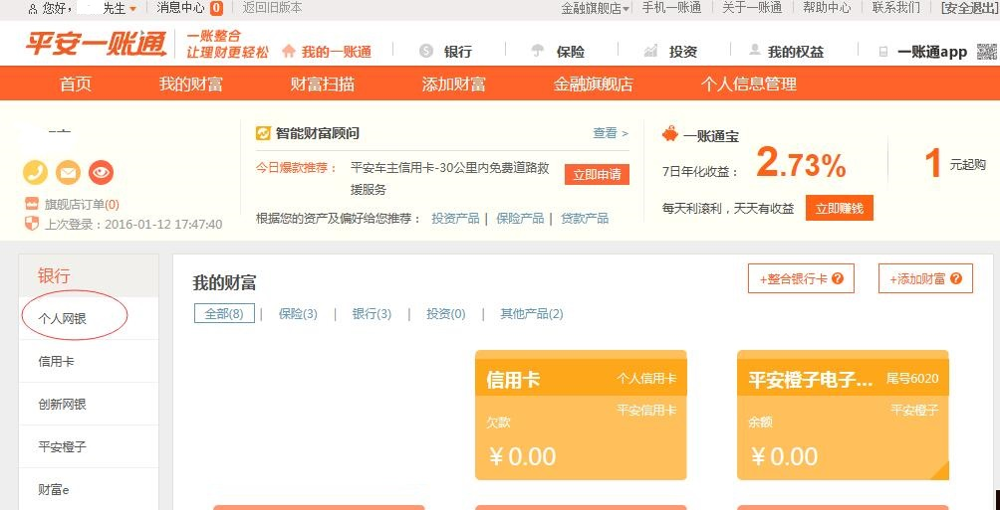 您好， 先生 消息中心 0 返回旧版本 金融旗舰店 手机一账通 关于一账通 帮助中心 联系我们 [安全退出]
平安一账通 一账整合 让理财更轻松 我的一账通 银行 保险 投资 我的权益 一账通app
首页 我的财富 财富扫描 添加财富 金融旗舰店 个人信息管理
智能财富顾问 查看 >
今日爆款推荐： 平安车主信用卡-30公里内免费道路救
援服务
立即申请
根据您的资产及偏好给您推荐： 投资产品 | 保险产品 | 贷款产品
一账通宝
7日年化收益： 2.73%
1 元起购
每天利滚利，天天有收益 立即赚钱
旗舰店订单(0)
上次登录：2016-01-12 17:47:40
银行
个人网银
信用卡
创新网银
平安橙子
财富e
我的财富 +整合银行卡 ? +添加财富 ?
全部(8) | 保险(3) | 银行(3) | 投资(0) | 其他产品(2)
信用卡 个人信用卡
平安信用卡
欠款
¥ 0.00
平安橙子电子... 尾号6020
平安橙子
余额
¥ 0.00